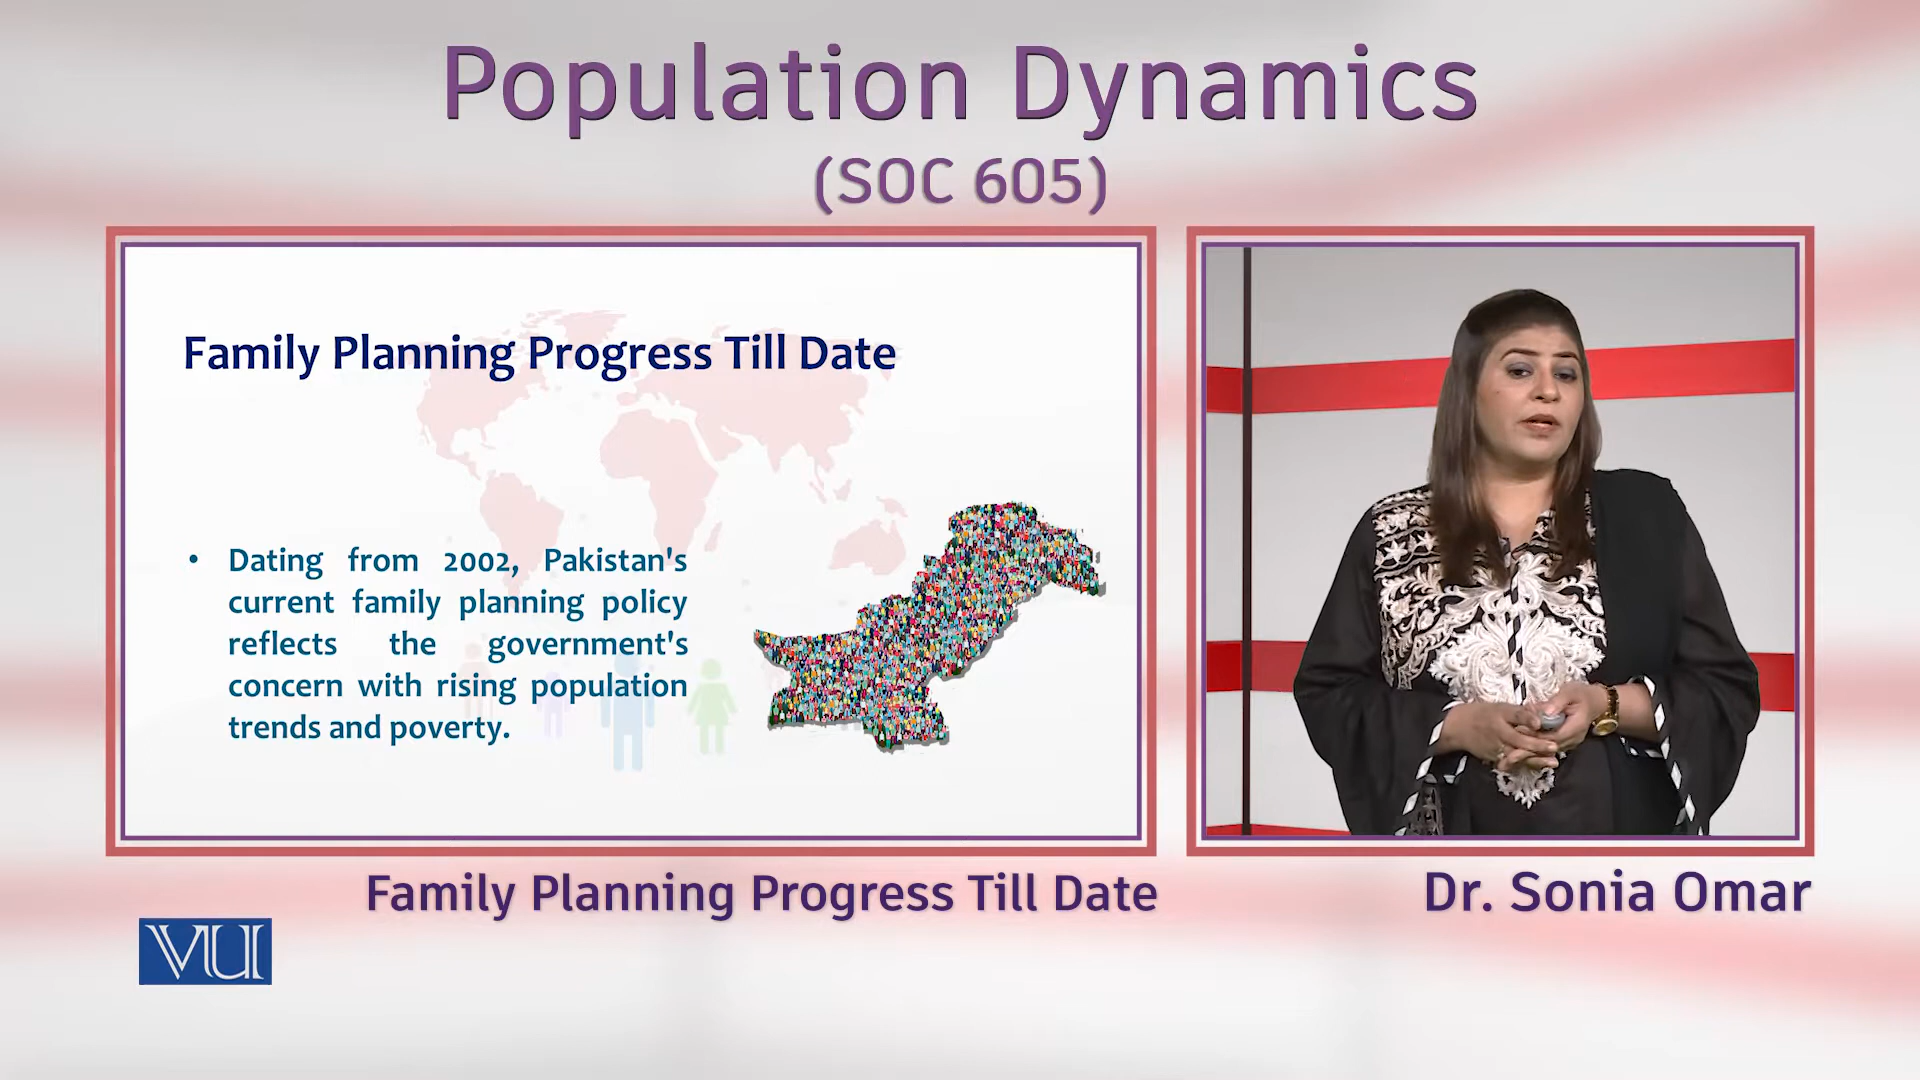 Population Dynamics
(SOC 605)
Family Planning Progress Till Date
• Dating from 2002, Pakistan's
current family planning policy
reflects the government's
concern with rising population
trends and poverty.
Family Planning Progress Till Date
Dr. Sonia Omar
VU